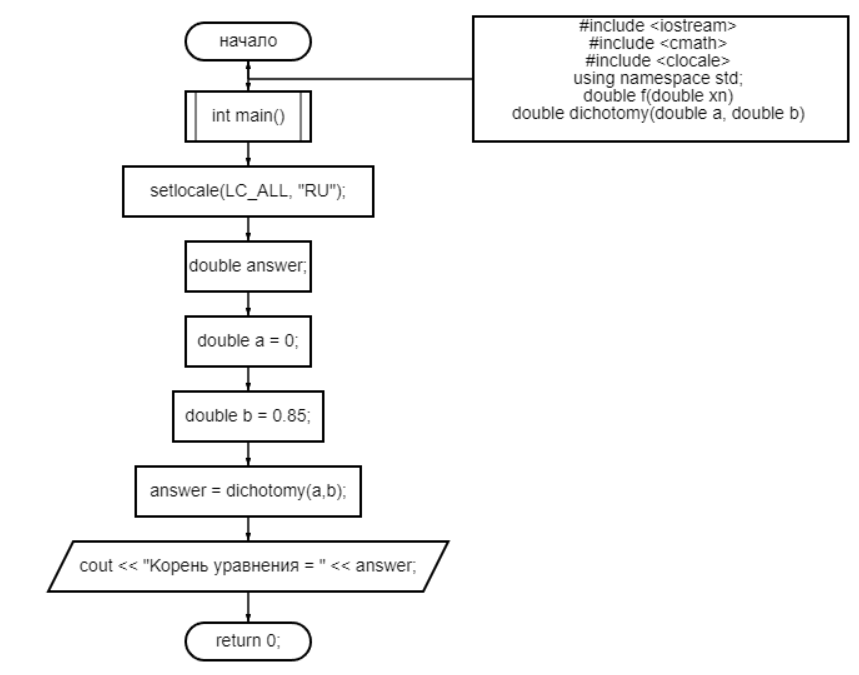 начало
#include <iostream>
#include <cmath>
#include <clocale>
using namespace std;
double f(double xn)
double dichotomy(double a, double b)
int main()
setlocale(LC_ALL, "RU");
double answer;
double a = 0;
double b = 0.85;
answer = dichotomy(a,b);
cout << "Корень уравнения = " << answer;
return 0;